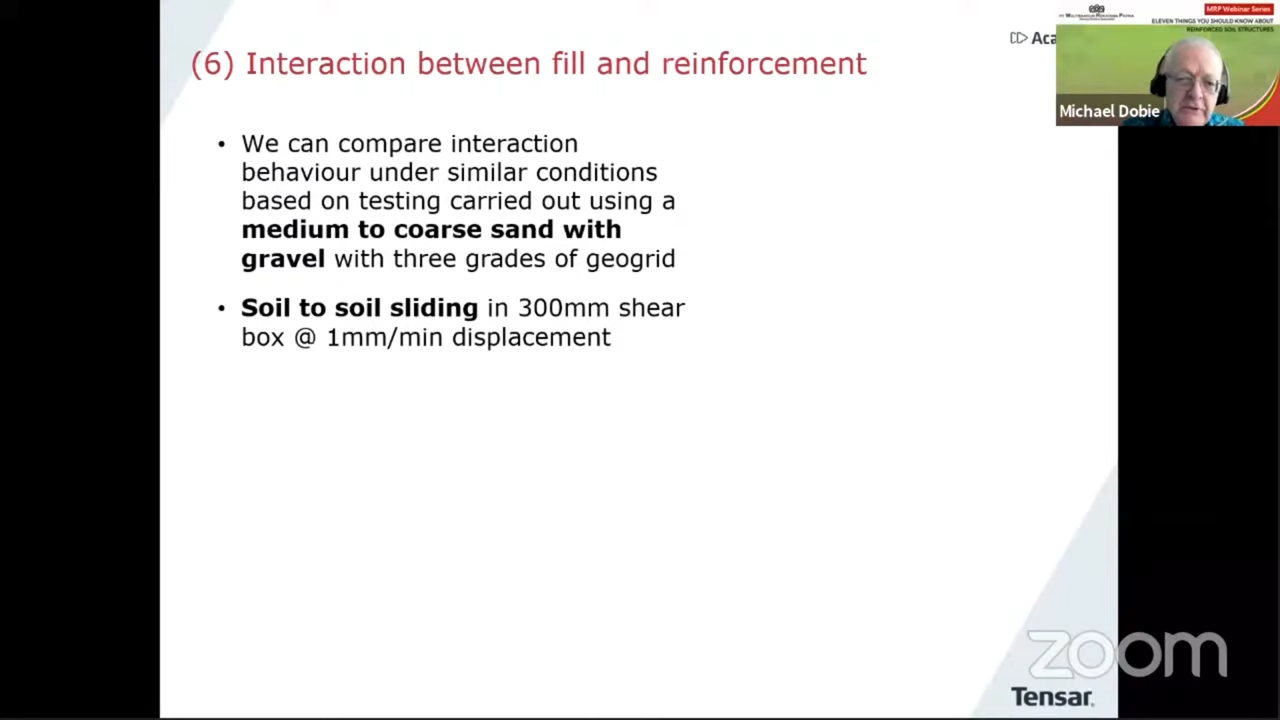 (6) Interaction between fill and reinforcement
Aca
MRP Webinar Series
ELEVEN THINGS YOU SHOULD KNOW ABOUT
REINFORCED SOIL STRUCTURES
Michael Dobie
• We can compare interaction
behaviour under similar conditions
based on testing carried out using a
medium to coarse sand with
gravel with three grades of geogrid
• Soil to soil sliding in 300mm shear
box @ 1mm/min displacement
zoom
Tensar